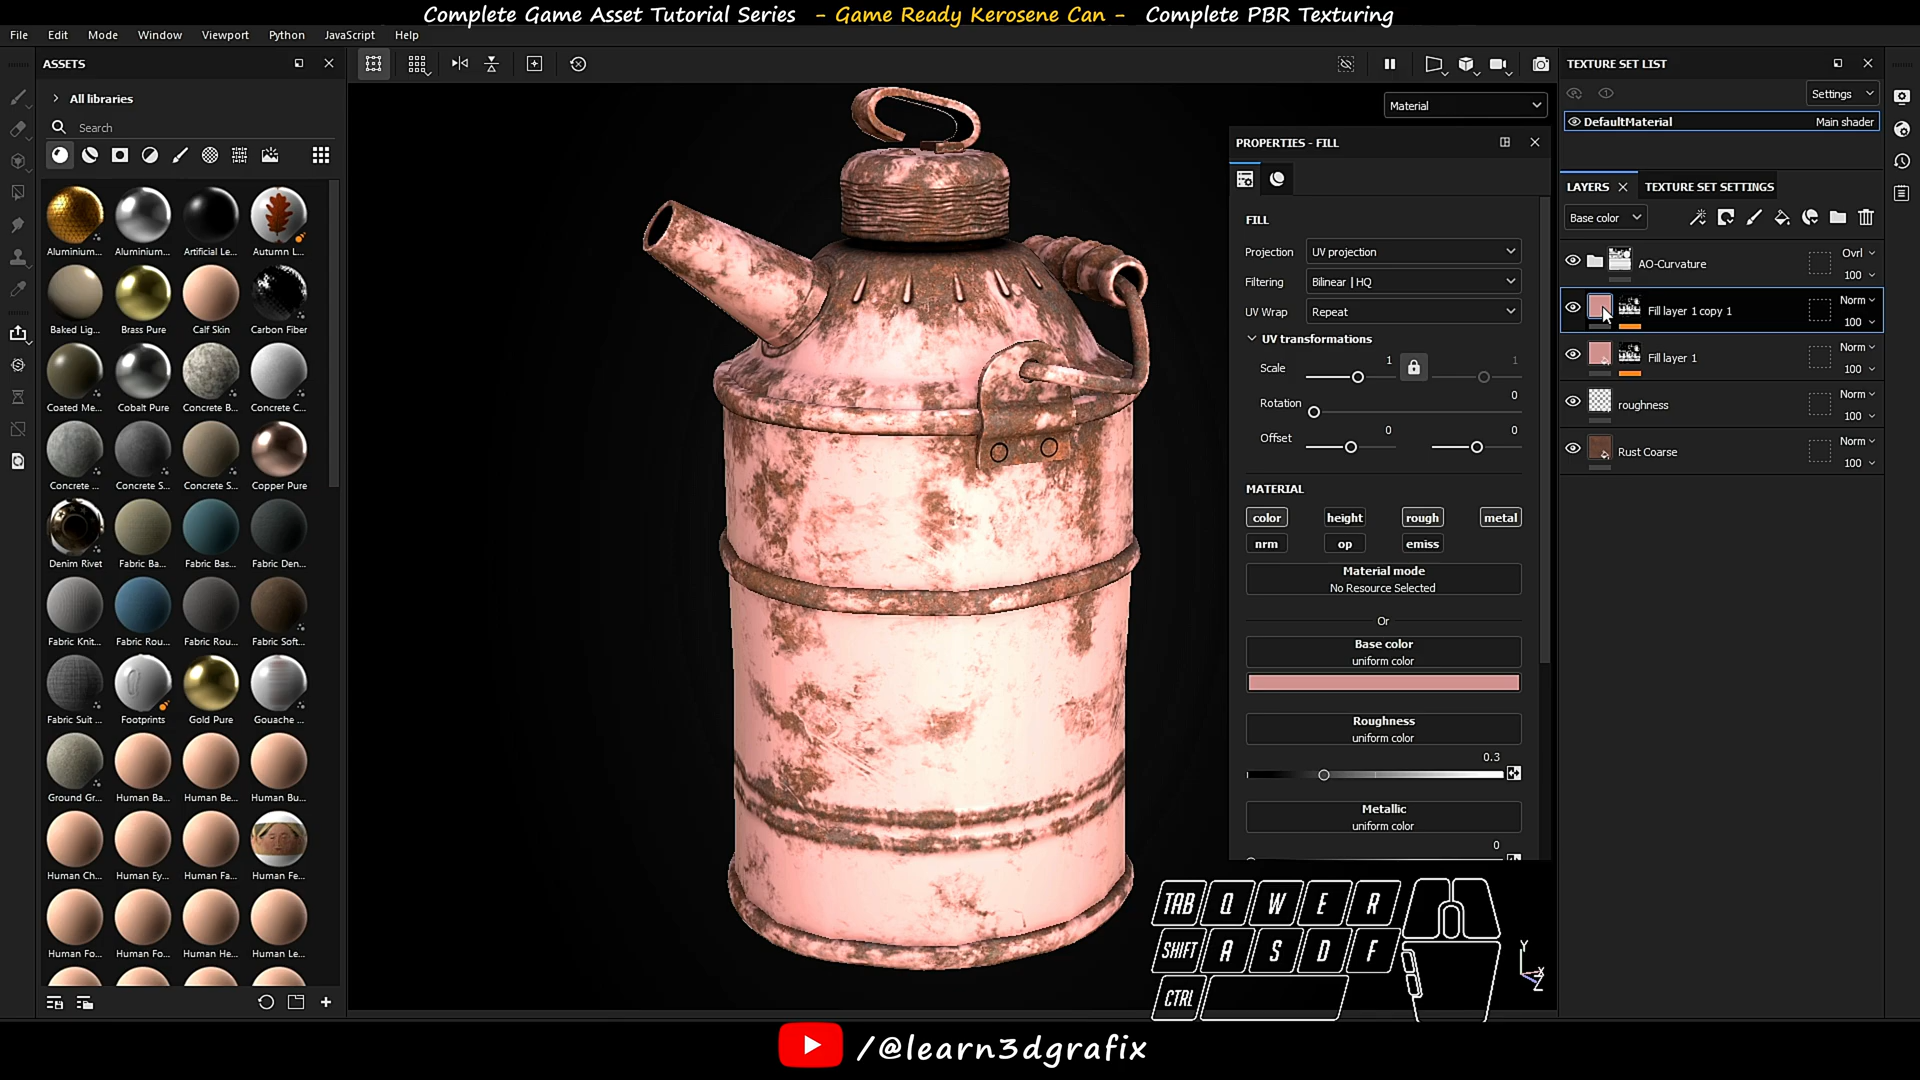 Complete Game Asset Tutorial Series - Game Ready Kerosene Can - Complete PBR Texturing
File Edit Mode Window Viewport Python JavaScript Help
ASSETS
All libraries
Search
Aluminium... Aluminium... Artificial Le... Autumn L...
Baked Lig... Brass Pure Calf Skin Carbon Fiber
Coated Me... Cobalt Pure Concrete B... Concrete C...
Concrete ... Concrete S... Concrete S... Copper Pure
Denim Rivet Fabric Ba... Fabric Bas... Fabric Den...
Fabric Knit... Fabric Rou... Fabric Rou... Fabric Soft...
Fabric Suit ... Footprints Gold Pure Gouache ...
Ground Gr... Human Ba... Human Be... Human Bu...
Human Ch... Human Ey... Human Fa... Human Fe...
Human Fo... Human Fo... Human He... Human Le...
Material
PROPERTIES - FILL
FILL
Projection UV projection
Filtering Bilinear | HQ
UV Wrap Repeat
UV transformations
Scale 1 1
Rotation 0
Offset 0 0
MATERIAL
color height rough metal
nrm op emiss
Material mode
No Resource Selected
Or
Base color
uniform color
Roughness
uniform color
0.3
Metallic
uniform color
0
TEXTURE SET LIST
Settings
DefaultMaterial Main shader
LAYERS TEXTURE SET SETTINGS
Base color
AO-Curvature Ovrl 100
Fill layer 1 copy 1 Norm 100
Fill layer 1 Norm 100
roughness Norm 100
Rust Coarse Norm 100
TAB Q W E R
SHIFT A S D F
CTRL
Y
X
Z
/@learn3dgrafix